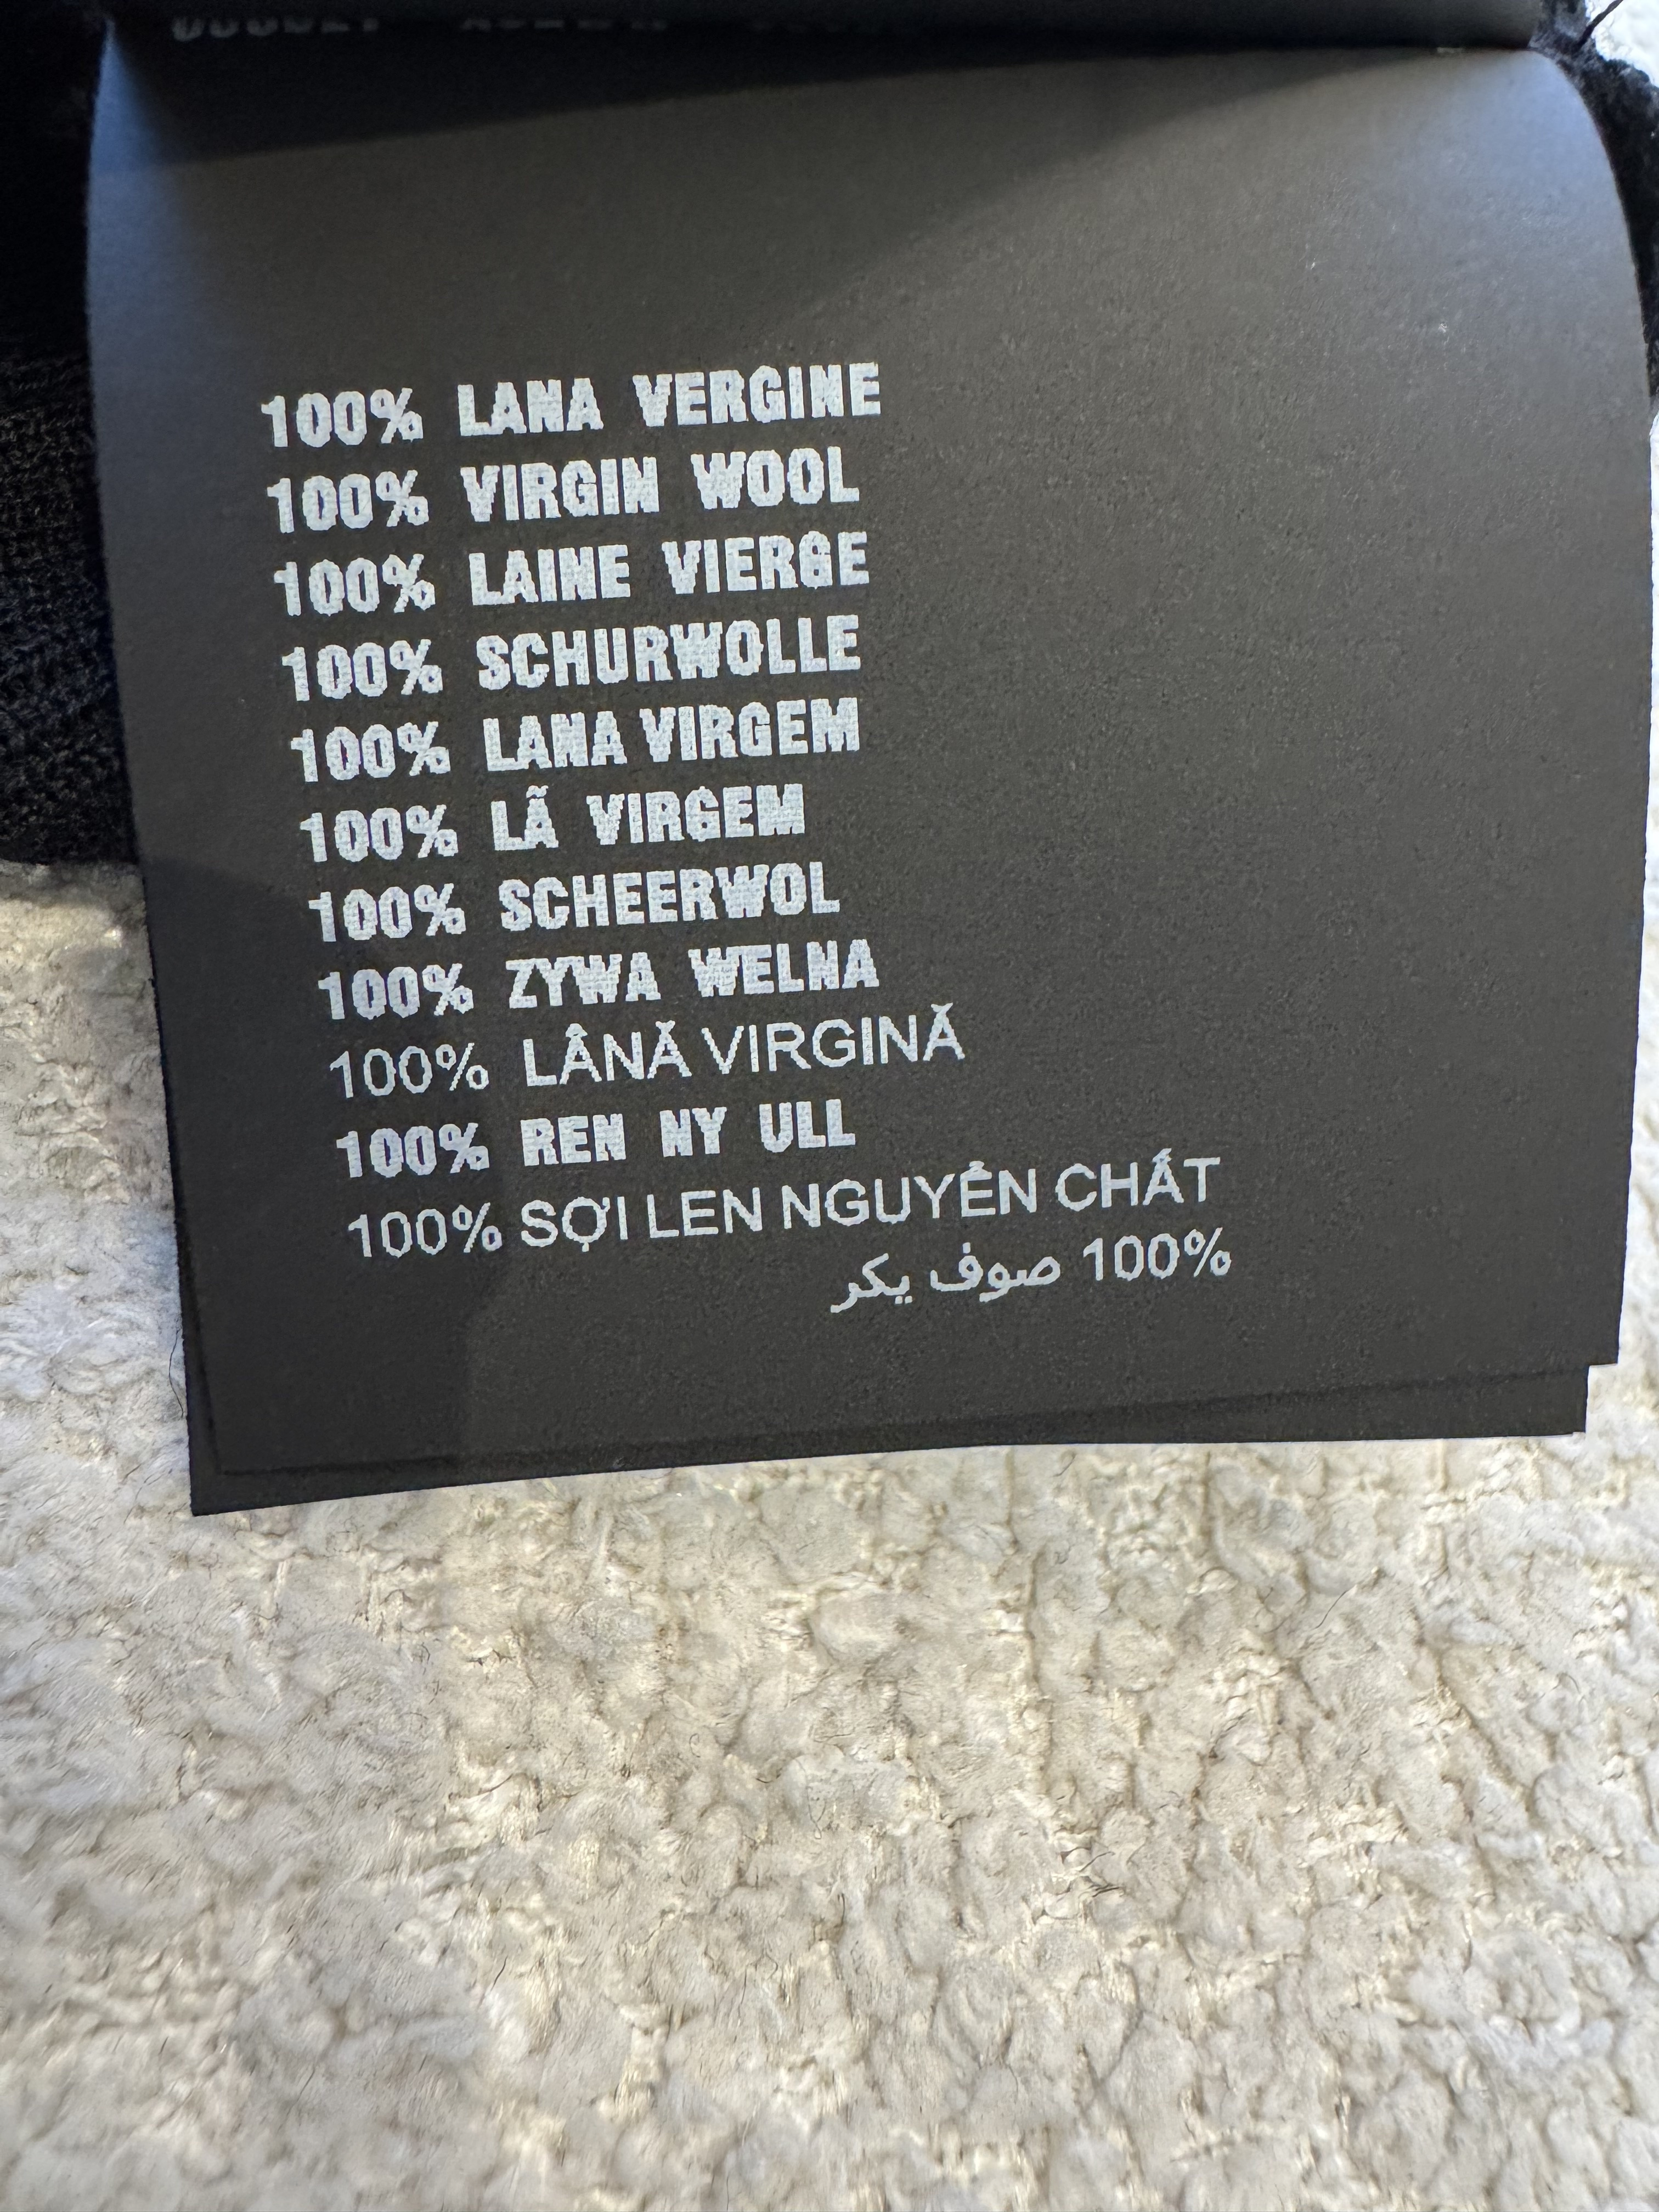 100% LANA VERGINE
100% VIRGIN WOOL
100% LAINE VIERGE
100% SCHURWOLLE
100% LANA VIRGEM
100% LÃ VIRGEM
100% SCHEERWOL
100% ZYWA WELNA
100% LÂNĂ VIRGINĂ
100% REN NY ULL
100% SỢI LEN NGUYÊN CHẤT
100% صوف يكر